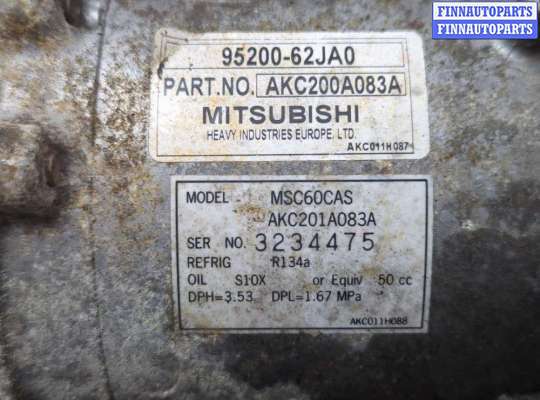 FINNAUTOPARTS
FINNAUTOPARTS
95200-62JA0
PART.NO. AKC200A083A
MITSUBISHI
HEAVY INDUSTRIES EUROPE, LTD.
AKC011H087
MODEL MSC60CAS
AKC201A083A
SER NO. 3234475
REFRIG R134a
OIL S10X or Equiv 50 cc
DPH=3.53 DPL=1.67 MPa
AKC011H088